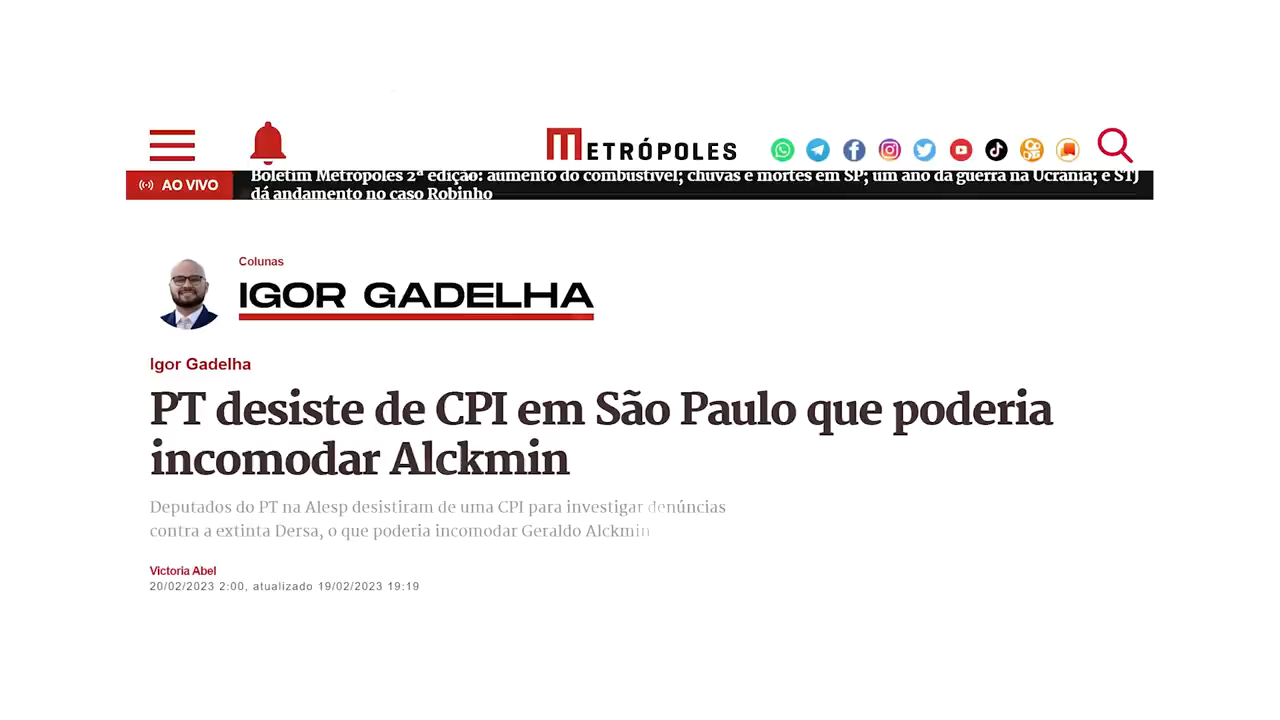 METRÓPOLES
AO VIVO
Boletim Metrópoles 2ª edição: aumento do combustível; chuvas e mortes em SP; um ano da guerra na Ucrânia; e STJ
dá andamento no caso Robinho
Colunas
IGOR GADELHA
Igor Gadelha
PT desiste de CPI em São Paulo que poderia
incomodar Alckmin
Deputados do PT na Alesp desistiram de uma CPI para investigar denúncias
contra a extinta Dersa, o que poderia incomodar Geraldo Alckmin
Victoria Abel
20/02/2023 2:00, atualizado 19/02/2023 19:19